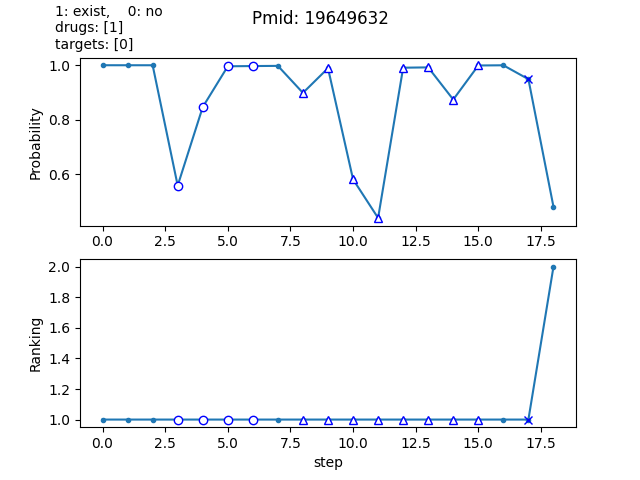 1: exist,    0: no
drugs: [1]
targets: [0]
Pmid: 19649632
Probability
1.0
0.8
0.6
0.0 2.5 5.0 7.5 10.0 12.5 15.0 17.5
Ranking
2.0
1.8
1.6
1.4
1.2
1.0
0.0 2.5 5.0 7.5 10.0 12.5 15.0 17.5
step